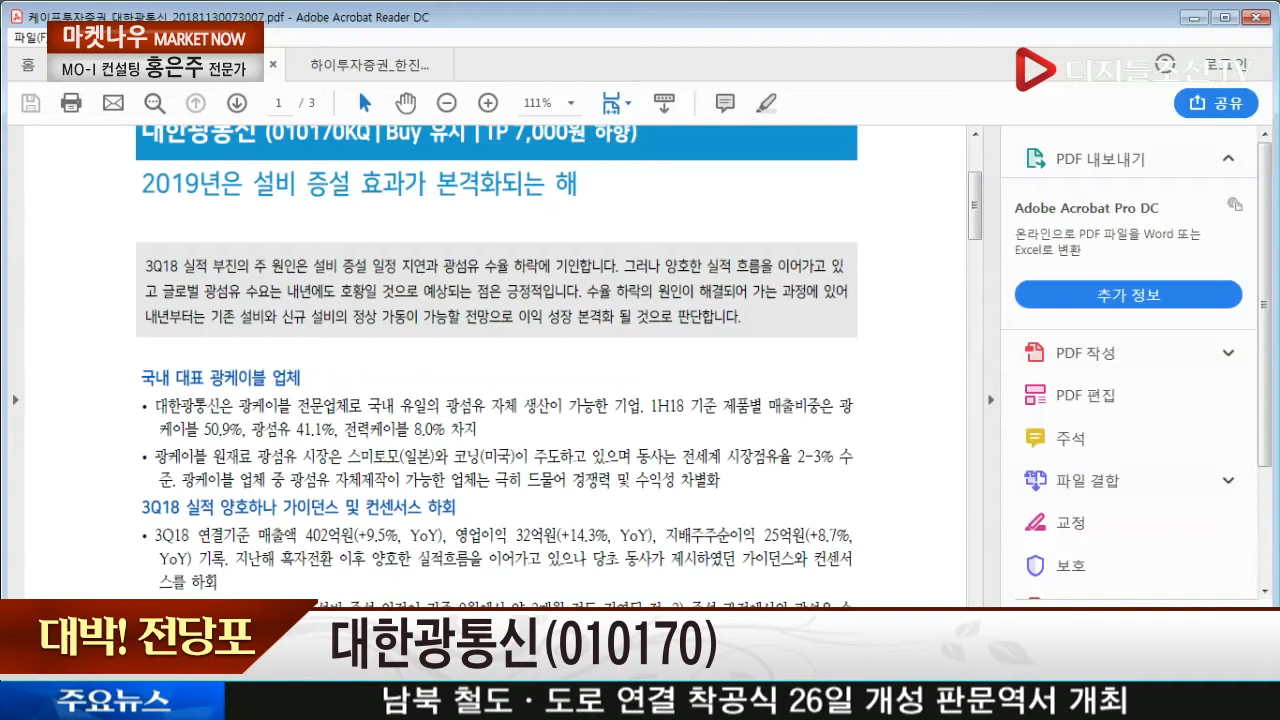 케이프투자증권_대한광통신_20181130073007.pdf - Adobe Acrobat Reader DC
파일(F)
마켓나우 MARKET NOW
MO-I 컨설팅 홍은주 전문가
홈
×
하이투자증권_한진...
로그인
디지틀조선TV
1 / 3
111%
공유
대한광통신 (010170KQ | Buy 유지 | TP 7,000원 하향)
2019년은 설비 증설 효과가 본격화되는 해
3Q18 실적 부진의 주 원인은 설비 증설 일정 지연과 광섬유 수율 하락에 기인합니다. 그러나 양호한 실적 흐름을 이어가고 있
고 글로벌 광섬유 수요는 내년에도 호황일 것으로 예상되는 점은 긍정적입니다. 수율 하락의 원인이 해결되어 가는 과정에 있어
내년부터는 기존 설비와 신규 설비의 정상 가동이 가능할 전망으로 이익 성장 본격화 될 것으로 판단합니다.
국내 대표 광케이블 업체
• 대한광통신은 광케이블 전문업체로 국내 유일의 광섬유 자체 생산이 가능한 기업. 1H18 기준 제품별 매출비중은 광
케이블 50.9%, 광섬유 41.1%, 전력케이블 8.0% 차지
• 광케이블 원재료 광섬유 시장은 스미토모(일본)와 코닝(미국)이 주도하고 있으며 동사는 전세계 시장점유율 2-3% 수
준. 광케이블 업체 중 광섬유 자체제작이 가능한 업체는 극히 드물어 경쟁력 및 수익성 차별화
3Q18 실적 양호하나 가이던스 및 컨센서스 하회
• 3Q18 연결기준 매출액 402억원(+9.5%, YoY), 영업이익 32억원(+14.3%, YoY), 지배주주순이익 25억원(+8.7%,
YoY) 기록. 지난해 흑자전환 이후 양호한 실적흐름을 이어가고 있으나 당초 동사가 제시하였던 가이던스와 컨센서
스를 하회
PDF 내보내기
Adobe Acrobat Pro DC
온라인으로 PDF 파일을 Word 또는
Excel로 변환
추가 정보
PDF 작성
PDF 편집
주석
파일 결합
교정
보호
대박! 전당포
대한광통신(010170)
주요뉴스
남북 철도·도로 연결 착공식 26일 개성 판문역서 개최